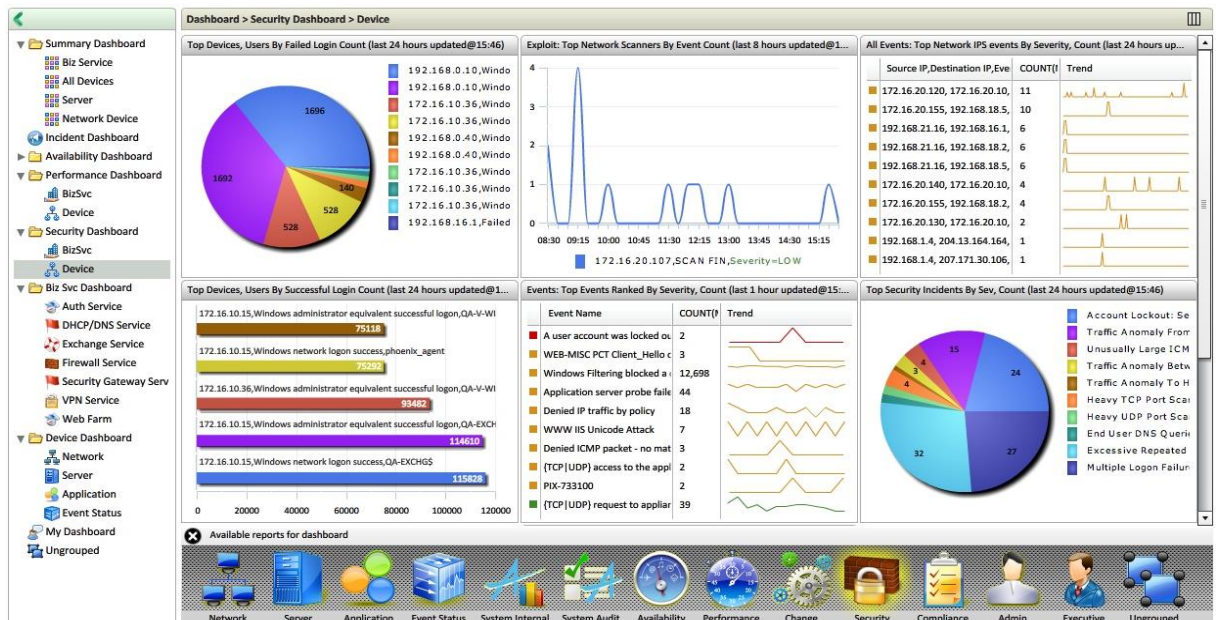 Dashboard > Security Dashboard > Device
Summary Dashboard
Biz Service
All Devices
Server
Network Device
Incident Dashboard
Availability Dashboard
Performance Dashboard
BizSvc
Device
Security Dashboard
BizSvc
Device
Biz Svc Dashboard
Auth Service
DHCP/DNS Service
Exchange Service
Firewall Service
Security Gateway Serv
VPN Service
Web Farm
Device Dashboard
Network
Server
Application
Event Status
My Dashboard
Ungrouped
Top Devices, Users By Failed Login Count (last 24 hours updated@15:46)
1696
1692
528
528
140
192.168.0.10,Windo
192.168.0.10,Windo
172.16.10.36,Windo
172.16.10.36,Windo
192.168.0.40,Windo
192.168.0.40,Windo
172.16.10.36,Windo
172.16.10.36,Windo
172.16.10.36,Windo
192.168.16.1,Failed
Exploit: Top Network Scanners By Event Count (last 8 hours updated@1...
4
3
2
1
0
08:30 09:15 10:00 10:45 11:30 12:15 13:00 13:45 14:30 15:15
172.16.20.107,SCAN FIN,Severity=LOW
All Events: Top Network IPS events By Severity, Count (last 24 hours up...
Source IP,Destination IP,Eve COUNT(I Trend
172.16.20.120, 172.16.20.10, 11
172.16.20.155, 192.168.18.5, 10
192.168.21.16, 192.168.16.1, 6
192.168.21.16, 192.168.18.2, 6
192.168.21.16, 192.168.18.5, 6
172.16.20.140, 172.16.20.10, 4
172.16.20.155, 192.168.18.2, 4
172.16.20.130, 172.16.20.10, 2
192.168.1.4, 204.13.164.164, 1
192.168.1.4, 207.171.30.106, 1
Top Devices, Users By Successful Login Count (last 24 hours updated@1...
172.16.10.15,Windows administrator equivalent successful logon,QA-V-WI
75118
172.16.10.15,Windows network logon success,phoenix_agent
75292
172.16.10.36,Windows administrator equivalent successful logon,QA-V-WI
93482
172.16.10.15,Windows administrator equivalent successful logon,QA-EXCH
114610
172.16.10.15,Windows network logon success,QA-EXCHG$
115828
0 20000 40000 60000 80000 100000 120000
Events: Top Events Ranked By Severity, Count (last 1 hour updated@15:...
Event Name COUNT(M Trend
A user account was locked ou 2
WEB-MISC PCT Client_Hello c 3
Windows Filtering blocked a 12,698
Application server probe faile 44
Denied IP traffic by policy 18
WWW IIS Unicode Attack 7
Denied ICMP packet - no mat 3
{TCP|UDP} access to the appl 2
PIX-733100 2
{TCP|UDP} request to appliar 39
Top Security Incidents By Sev, Count (last 24 hours updated@15:46)
15
24
4
3
4
32
27
Account Lockout: Se
Traffic Anomaly From
Unusually Large ICM
Traffic Anomaly Betw
Traffic Anomaly To H
Heavy TCP Port Scar
Heavy UDP Port Scar
End User DNS Queri
Excessive Repeated
Multiple Logon Failur
Available reports for dashboard
Network Server Application Event Status System Internal System Audit Availability Performance Change Security Compliance Admin Executive Ungrouped